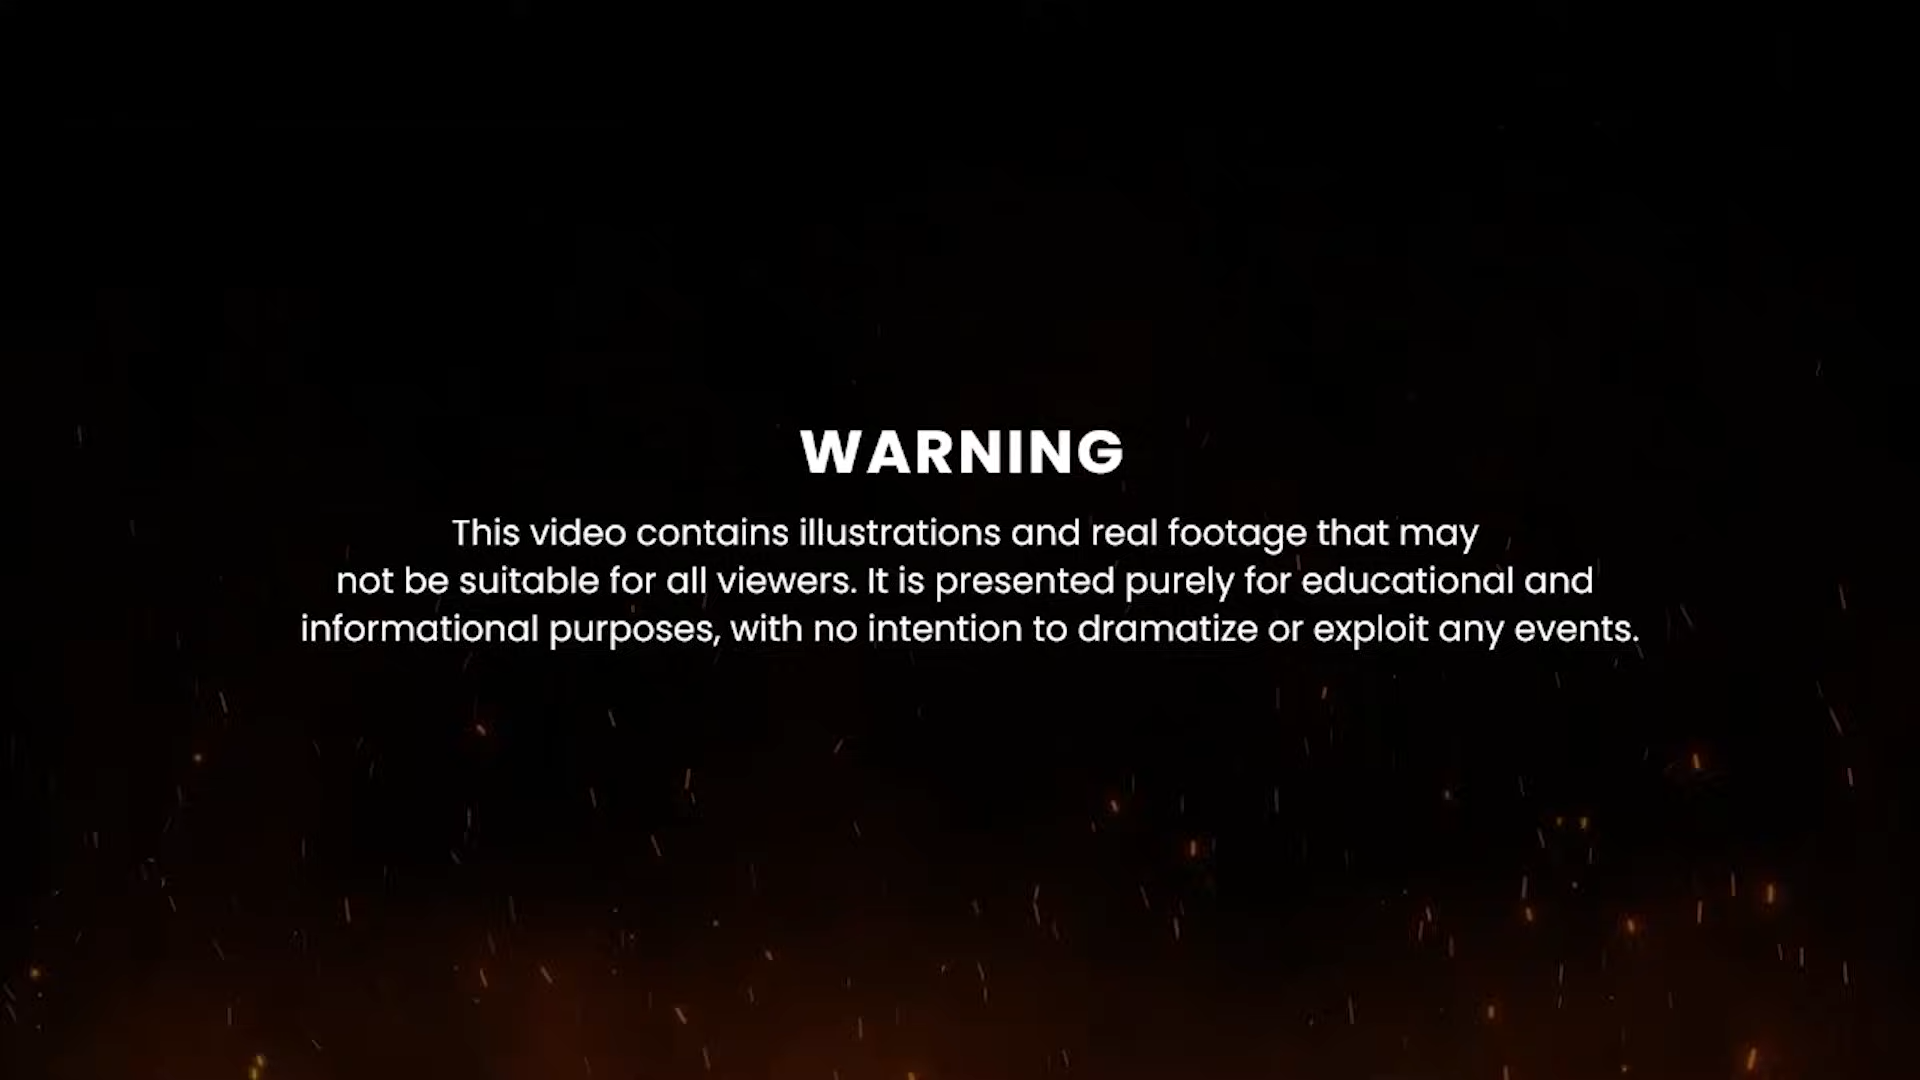 WARNING
This video contains illustrations and real footage that may
not be suitable for all viewers. It is presented purely for educational and
informational purposes, with no intention to dramatize or exploit any events.